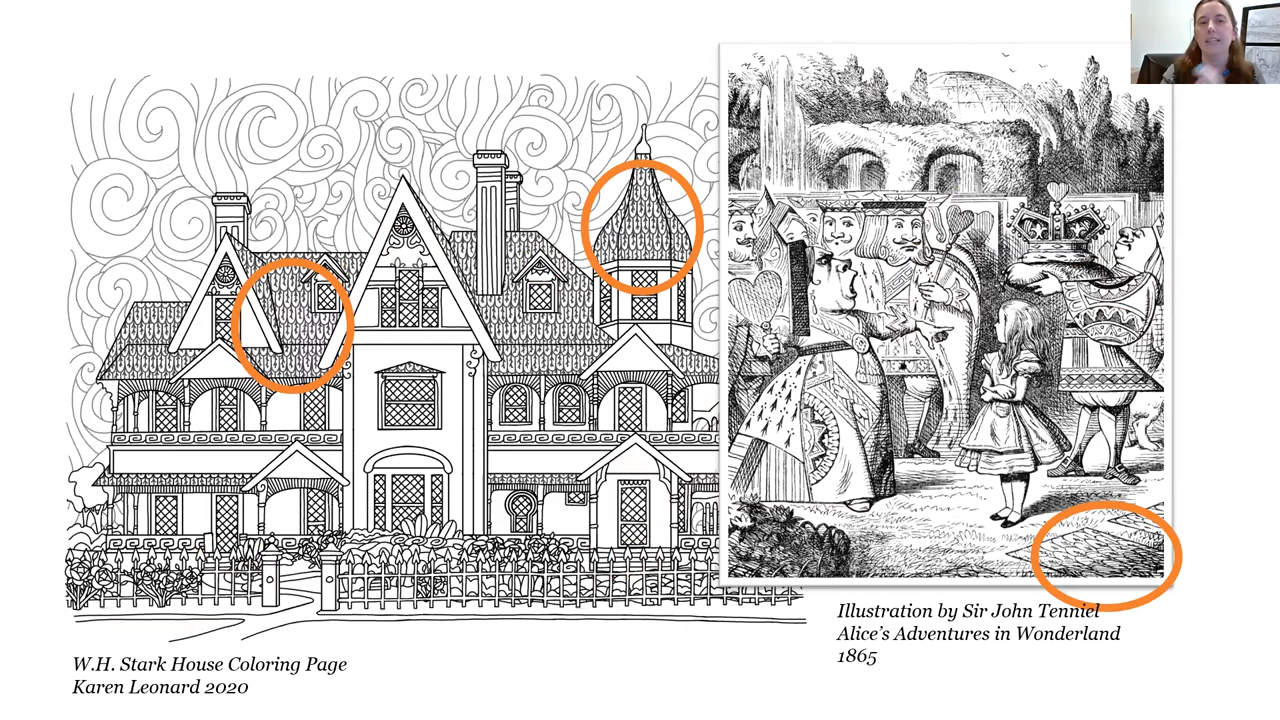 W.H. Stark House Coloring Page
Karen Leonard 2020
Illustration by Sir John Tenniel
Alice's Adventures in Wonderland
1865